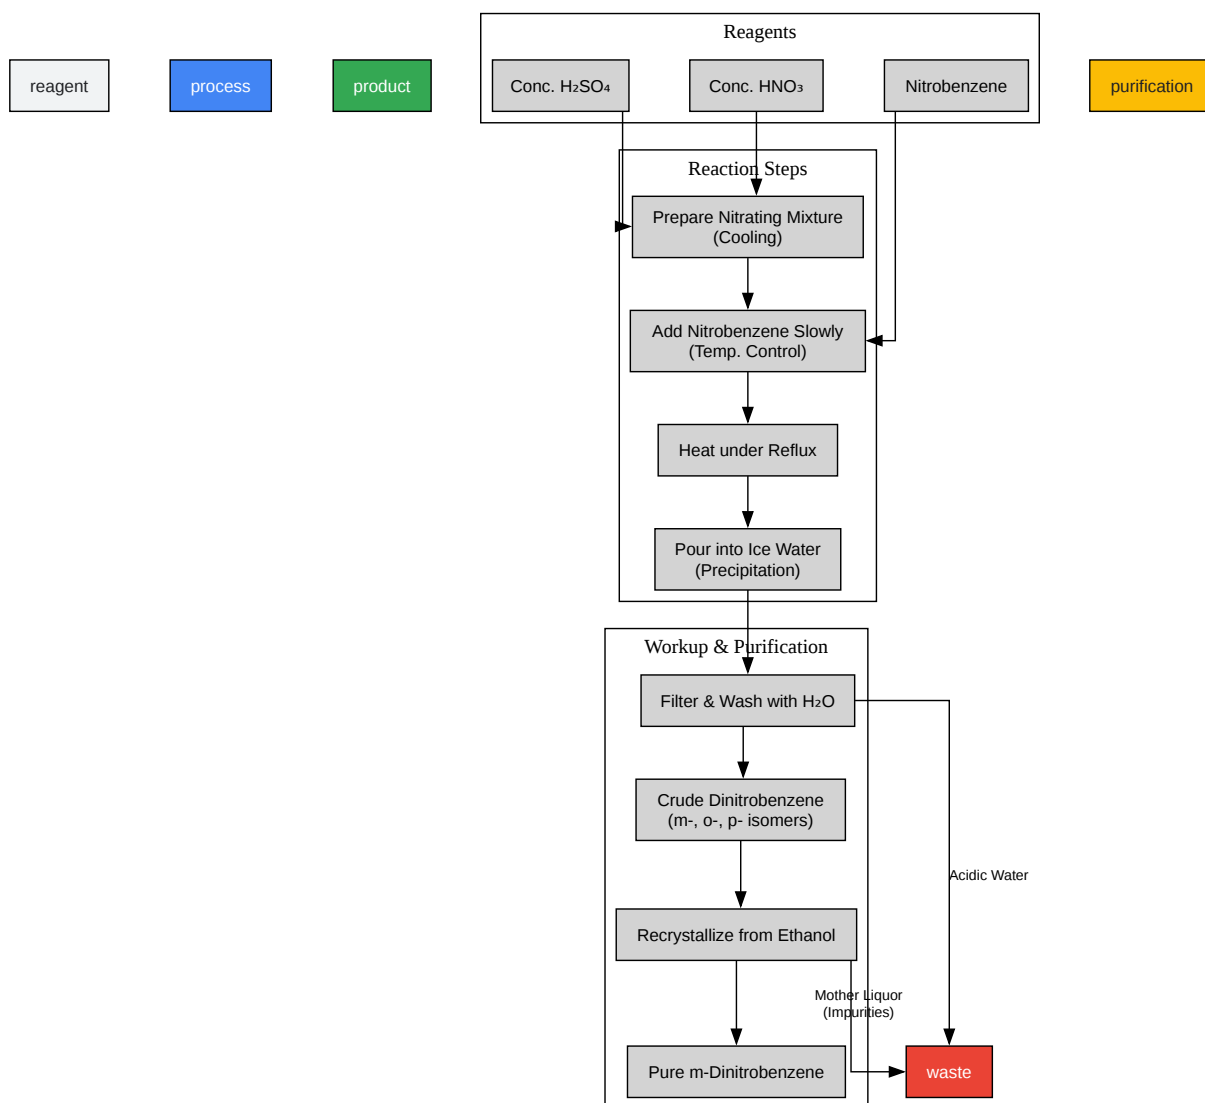 Reagents
reagent
process
product
Conc. H₂SO₄
Conc. HNO₃
Nitrobenzene
purification
Reaction Steps
Prepare Nitrating Mixture
(Cooling)
Add Nitrobenzene Slowly
(Temp. Control)
Heat under Reflux
Pour into Ice Water
(Precipitation)
Workup & Purification
Filter & Wash with H₂O
Crude Dinitrobenzene
(m-, o-, p- isomers)
Acidic Water
Recrystallize from Ethanol
Mother Liquor
(Impurities)
Pure m-Dinitrobenzene
waste